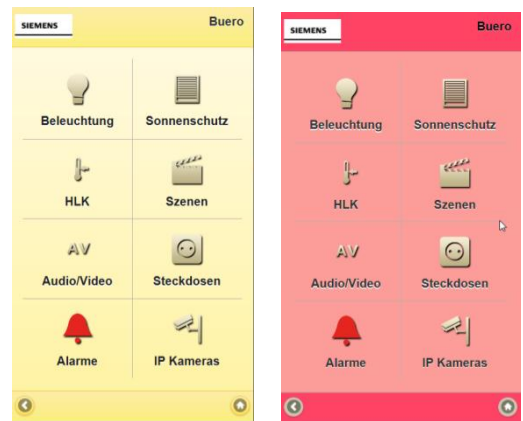 SIEMENS
Buero
Beleuchtung
Sonnenschutz
HLK
Szenen
AV
Audio/Video
Steckdosen
Alarme
IP Kameras
SIEMENS
Buero
Beleuchtung
Sonnenschutz
HLK
Szenen
AV
Audio/Video
Steckdosen
Alarme
IP Kameras